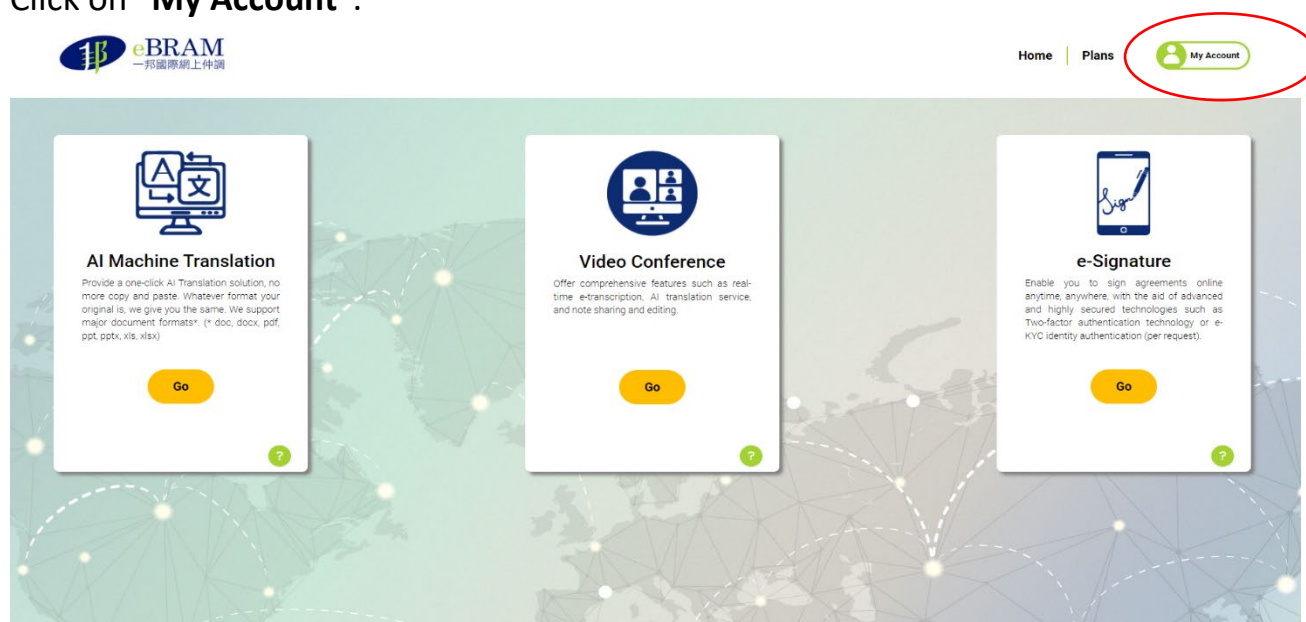 Click on "My Account".
邦 eBRAM
一邦國際網上仲調
Home Plans My Account
A 文
AI Machine Translation
Provide a one-click AI Translation solution, no
more copy and paste. Whatever format your
original is, we give you the same. We support
major document formats*. (* doc, docx, pdf,
ppt, pptx, xls, xlsx)
Go
?
Video Conference
Offer comprehensive features such as real-
time e-transcription, AI translation service,
and note sharing and editing.
Go
?
Sign
e-Signature
Enable you to sign agreements online
anytime, anywhere, with the aid of advanced
and highly secured technologies such as
Two-factor authentication technology or e-
KYC identity authentication (per request).
Go
?